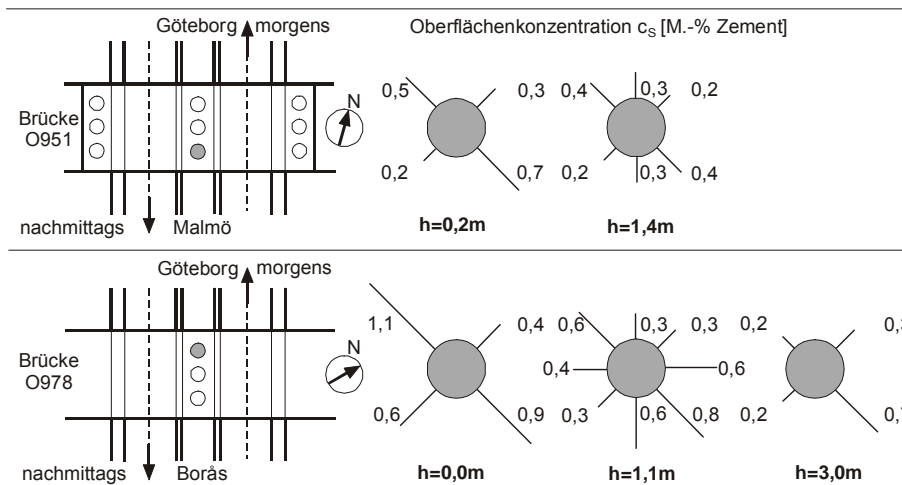 Göteborg morgens
Oberflächenkonzentration cS [M.-% Zement]
Brücke
O951
N
0,5 0,3
0,2 0,7
0,4 0,3 0,2
0,2 0,3 0,4
nachmittags Malmö
h=0,2m h=1,4m
Göteborg morgens
Brücke
O978
N
1,1 0,4
0,6 0,9
0,6 0,3 0,3
0,4 0,6
0,3 0,6 0,8
0,2
0,2
nachmittags Borås
h=0,0m h=1,1m h=3,0m